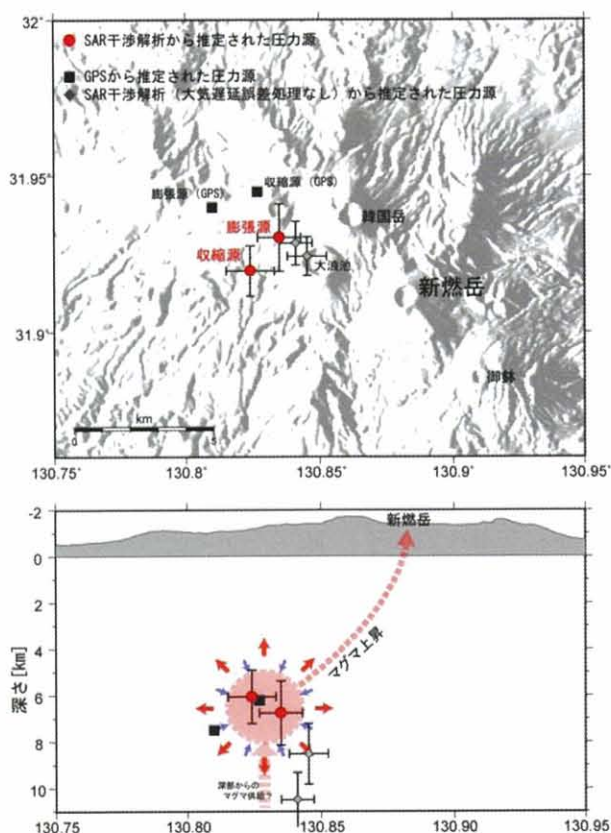 32°
SAR干渉解析から推定された圧力源
GPSから推定された圧力源
SAR干渉解析(大気遅延誤差処理なし)から推定された圧力源
31.95°
膨張源(GPS)
収縮源(GPS)
韓国岳
膨張源
収縮源
大浪池
新燃岳
31.9°
御鉢
km
0 5
130.75 130.8 130.85 130.9 130.95
-2
新燃岳
0
2
4
マグマ上昇
深さ[km]
6
8
深部からの
マグマ供給?
10
130.75 130.80 130.85 130.90 130.95